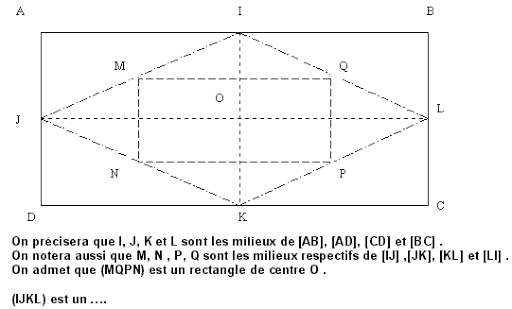 A I B
M Q
O
J L
N P
D K C
On précisera que I, J, K et L sont les milieux de [AB], [AD], [CD] et [BC] .
On notera aussi que M, N , P, Q sont les milieux respectifs de [IJ] ,[JK], [KL] et [LI] .
On admet que (MQPN) est un rectangle de centre O .
(IJKL) est un ....